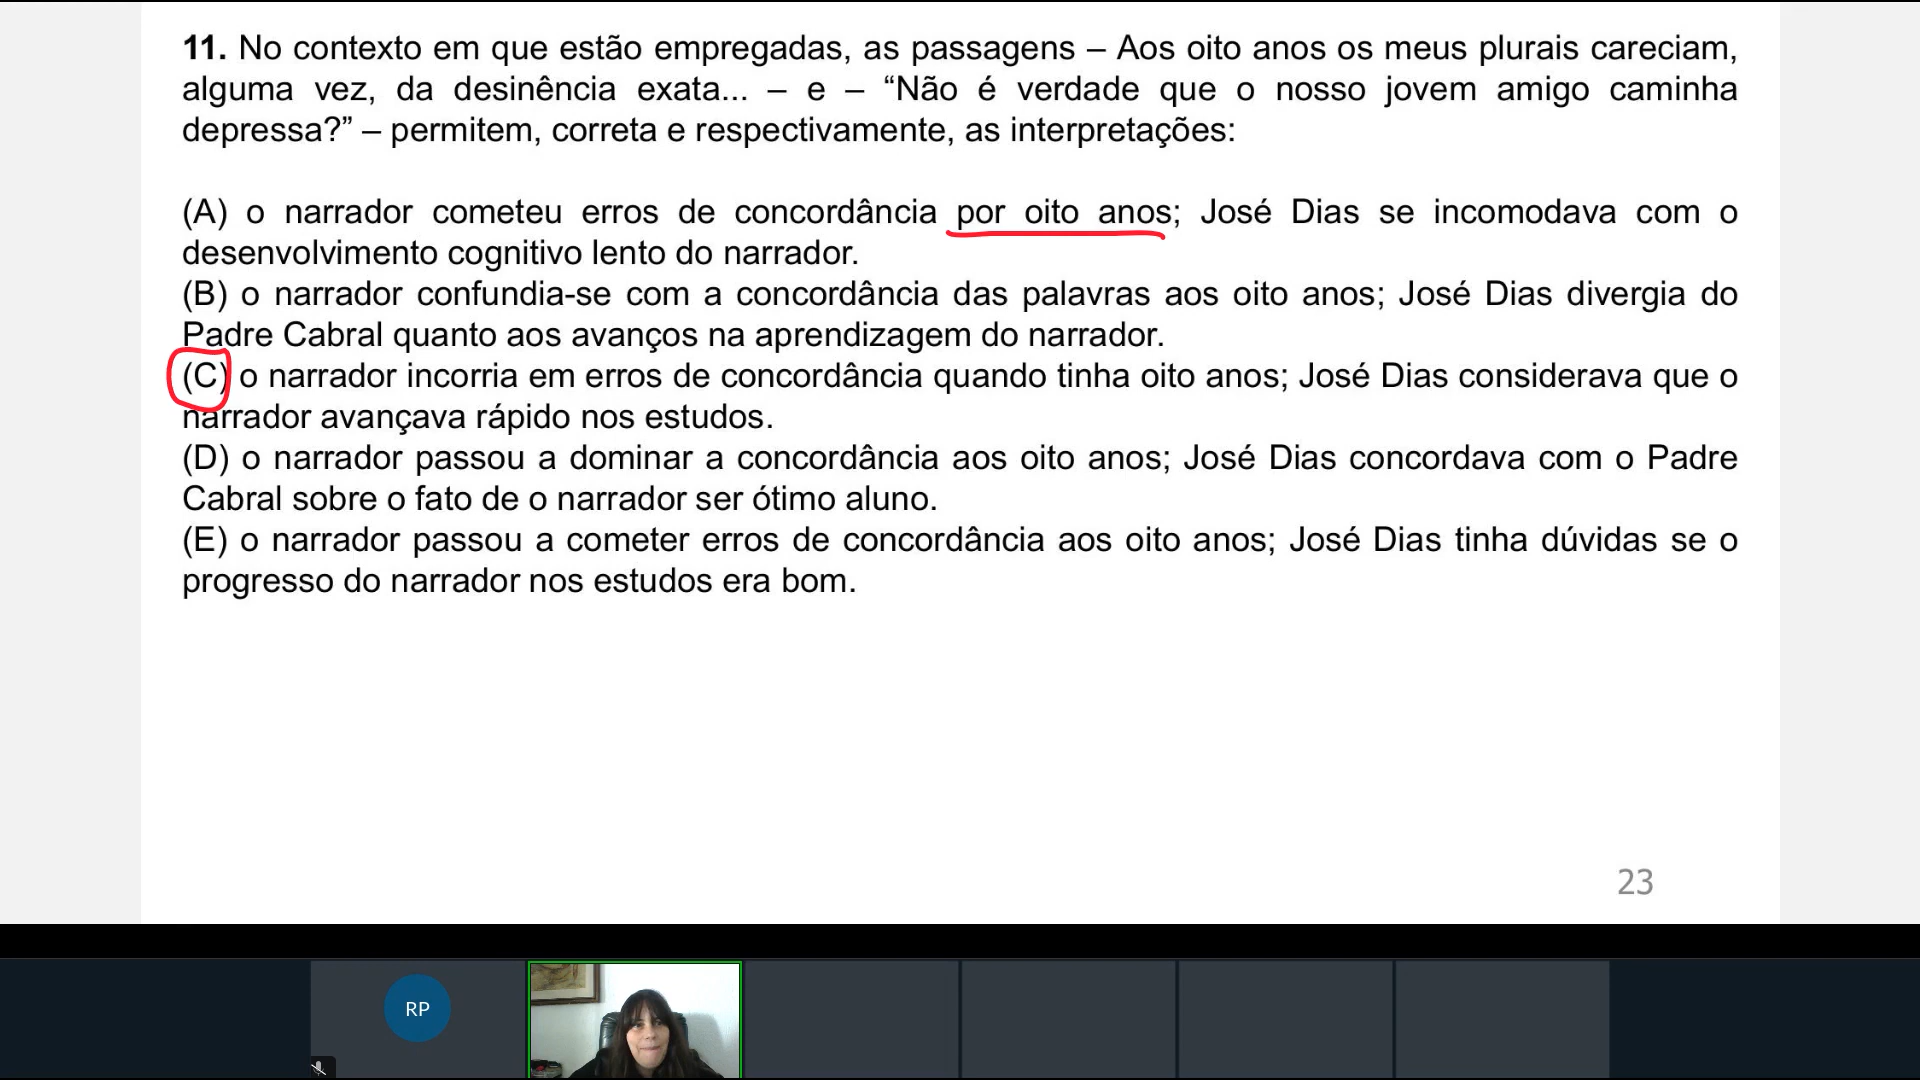 11. No contexto em que estão empregadas, as passagens – Aos oito anos os meus plurais careciam,
alguma vez, da desinência exata... – e – “Não é verdade que o nosso jovem amigo caminha
depressa?” – permitem, correta e respectivamente, as interpretações:
(A) o narrador cometeu erros de concordância por oito anos; José Dias se incomodava com o
desenvolvimento cognitivo lento do narrador.
(B) o narrador confundia-se com a concordância das palavras aos oito anos; José Dias divergia do
Padre Cabral quanto aos avanços na aprendizagem do narrador.
(C) o narrador incorria em erros de concordância quando tinha oito anos; José Dias considerava que o
narrador avançava rápido nos estudos.
(D) o narrador passou a dominar a concordância aos oito anos; José Dias concordava com o Padre
Cabral sobre o fato de o narrador ser ótimo aluno.
(E) o narrador passou a cometer erros de concordância aos oito anos; José Dias tinha dúvidas se o
progresso do narrador nos estudos era bom.
23
RP